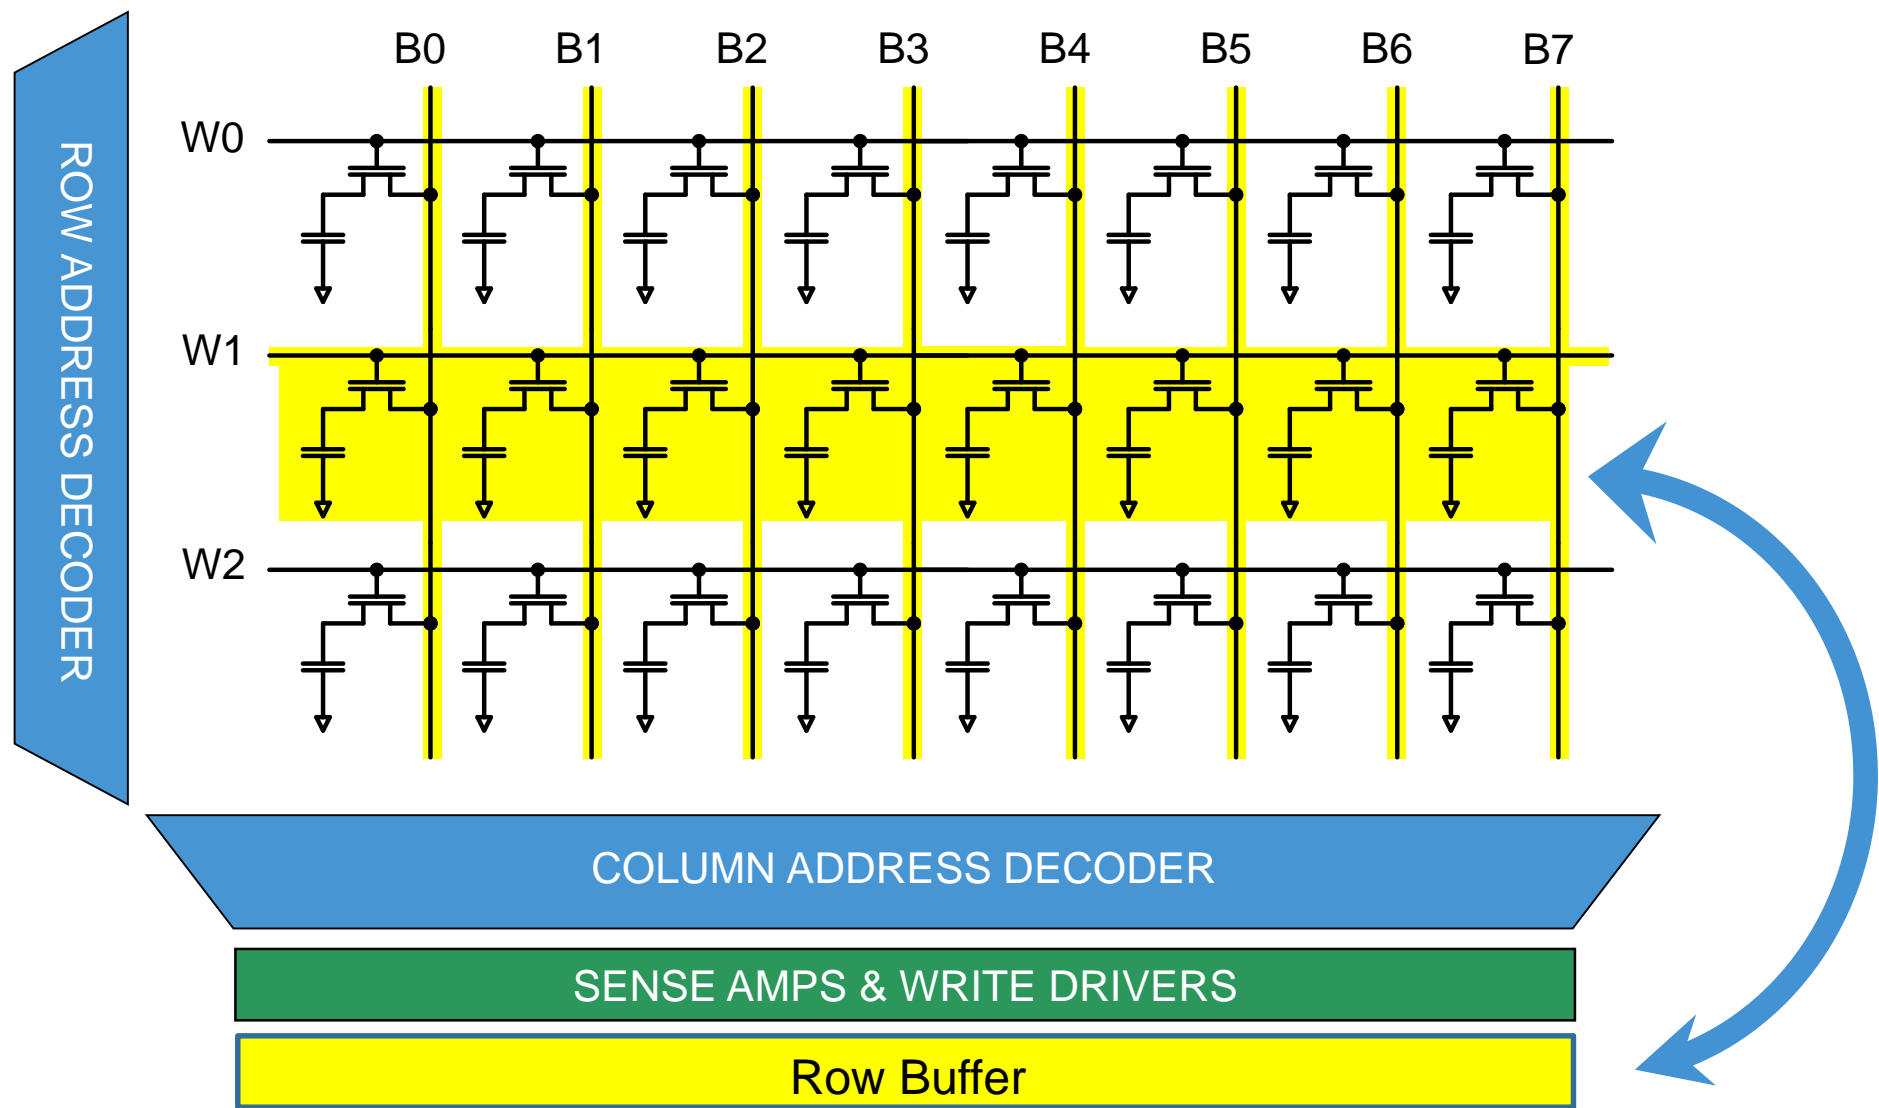 B0 B1 B2 B3 B4 B5 B6 B7
W0
W1
W2
ROW ADDRESS DECODER
COLUMN ADDRESS DECODER
SENSE AMPS & WRITE DRIVERS
Row Buffer